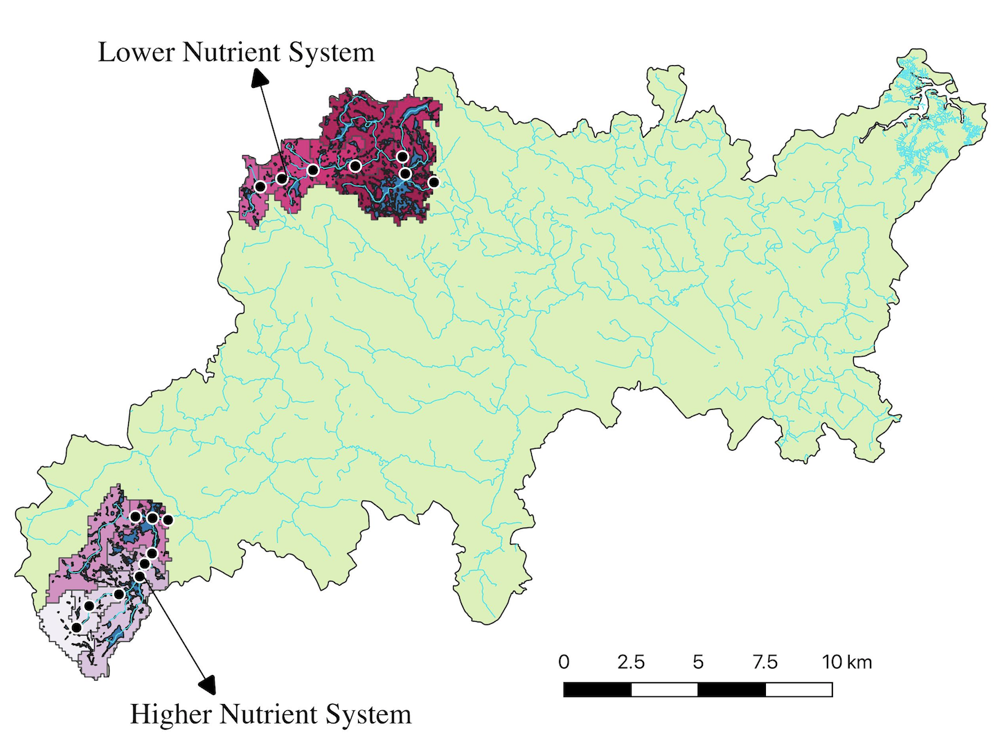 Lower Nutrient System
0 2.5 5 7.5 10 km
Higher Nutrient System